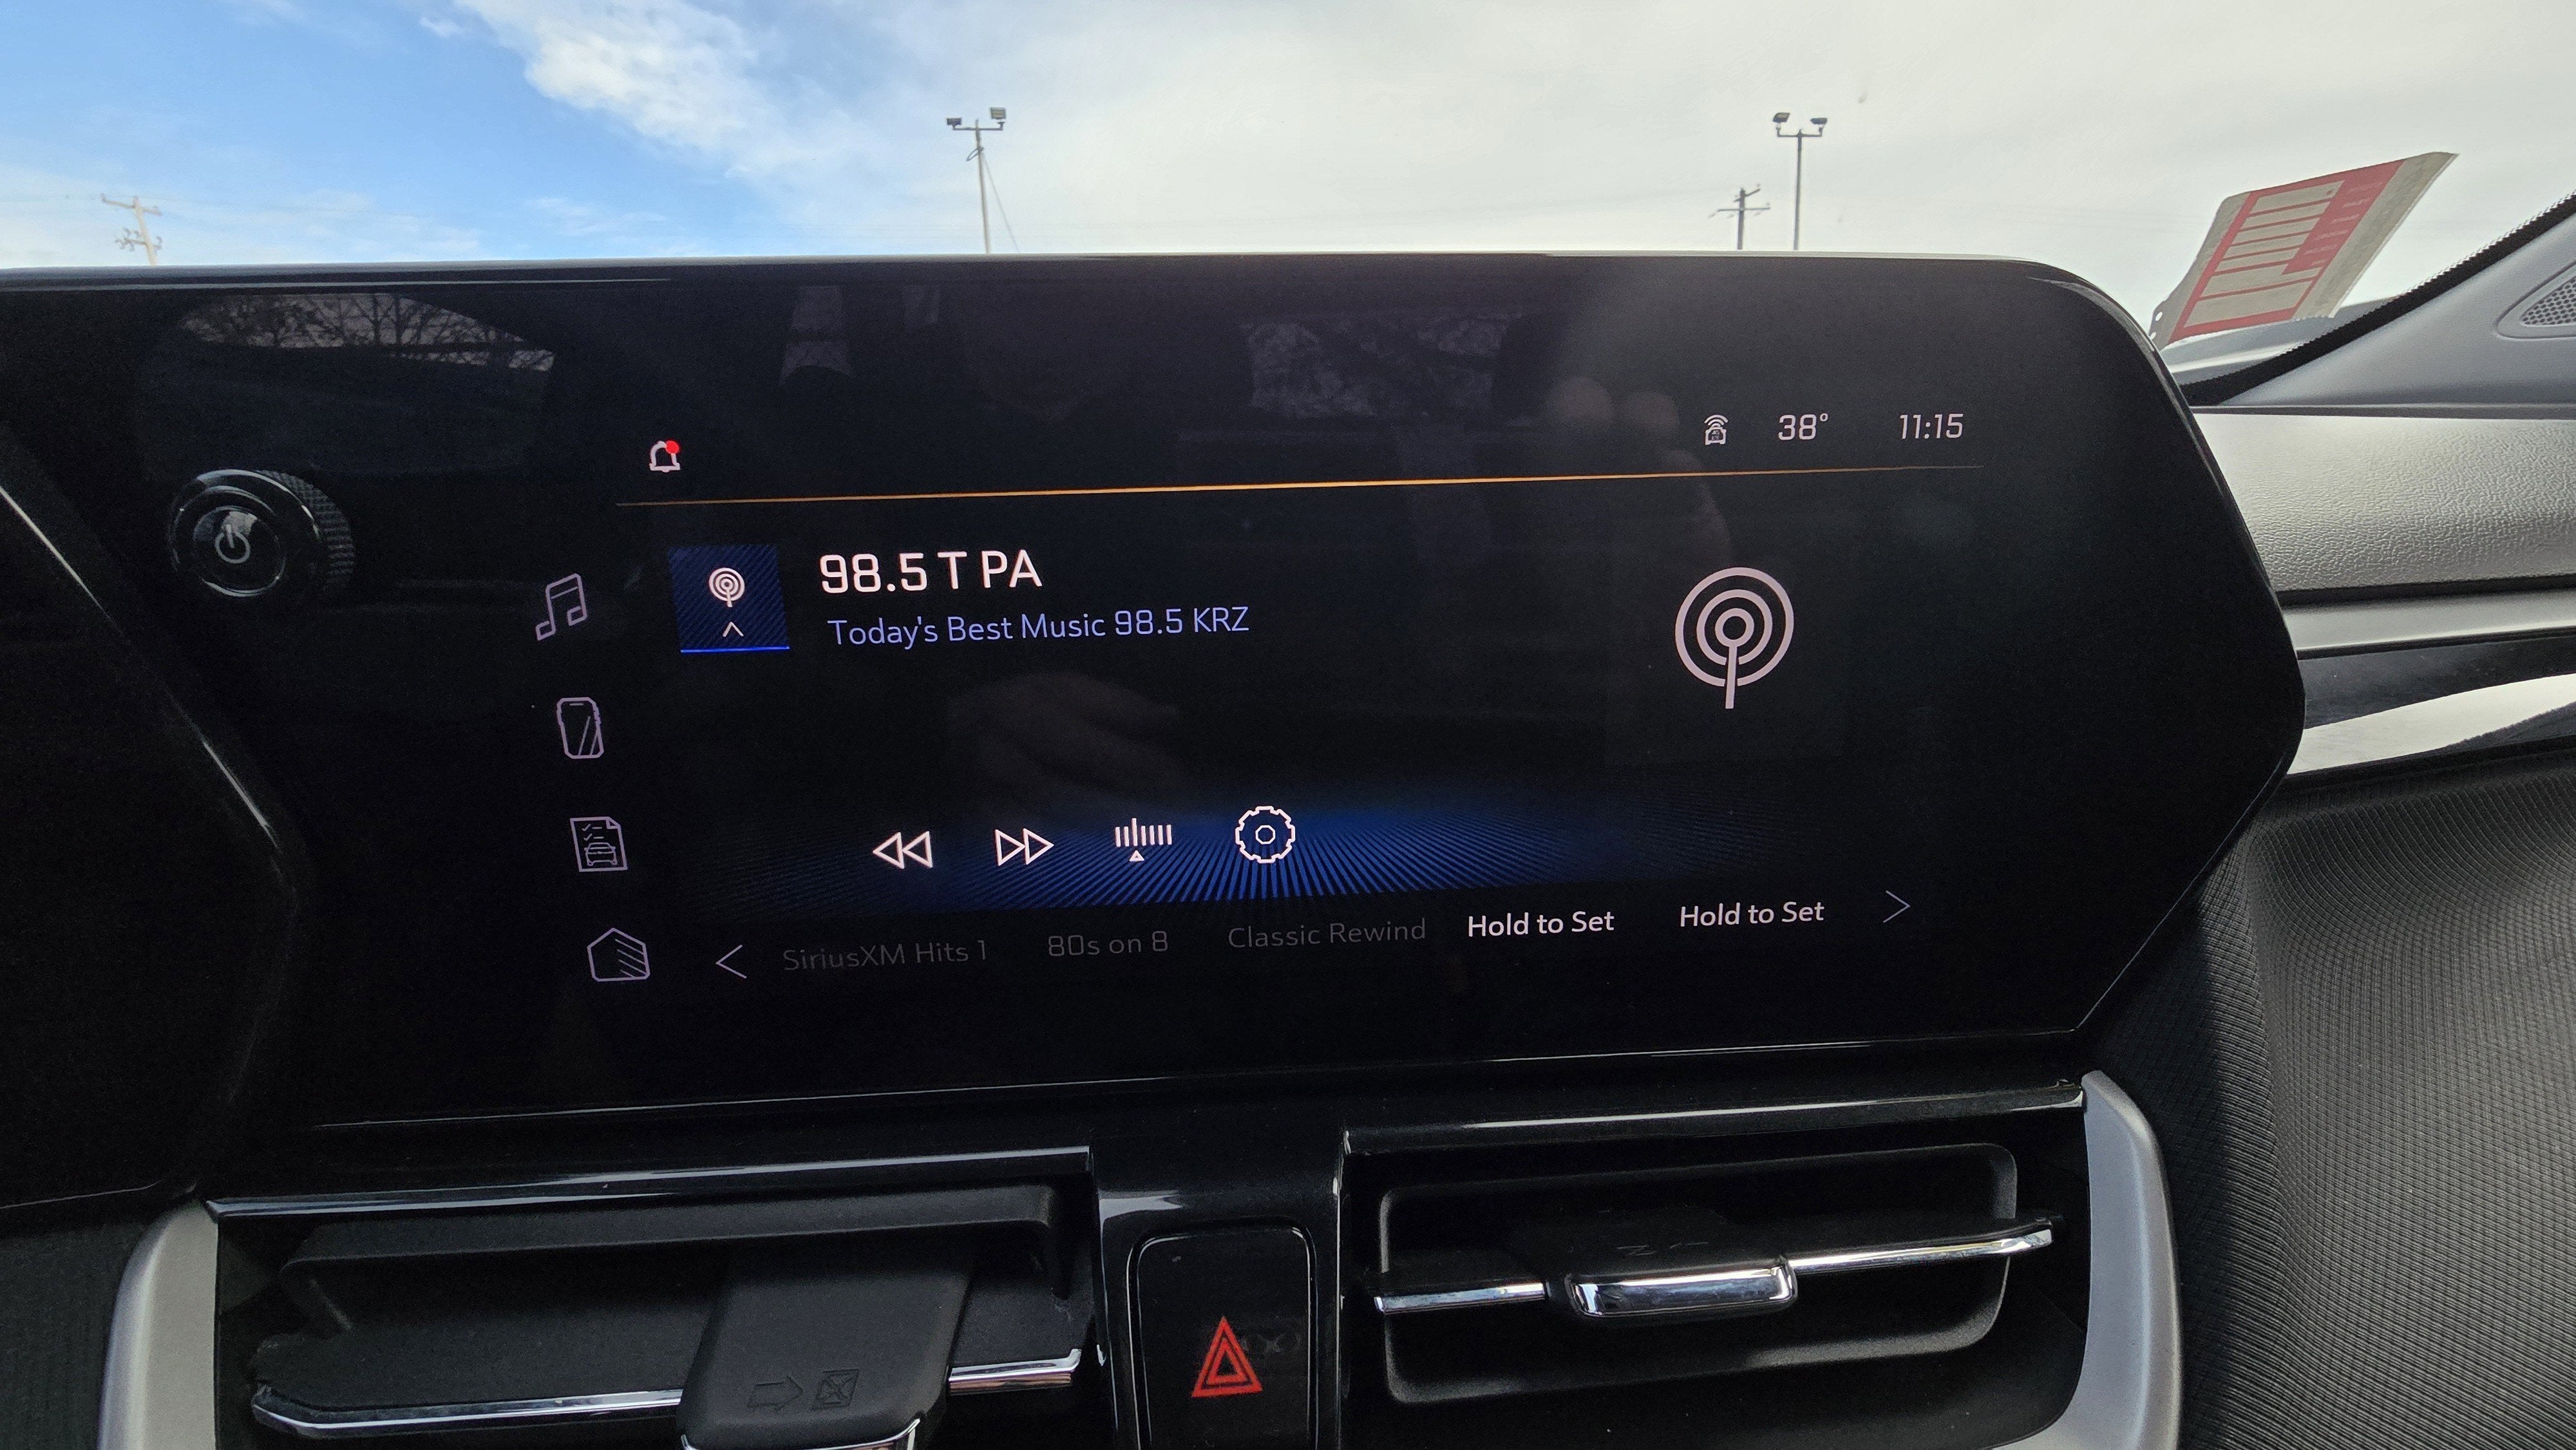 38° 11:15
98.5 T PA
Today's Best Music 98.5 KRZ
SiriusXM Hits 1 80s on 8 Classic Rewind Hold to Set Hold to Set